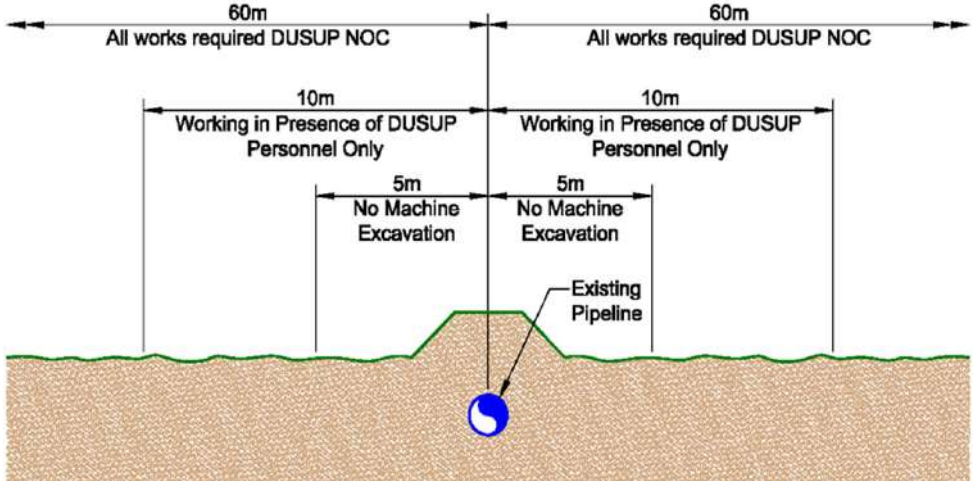 60m
All works required DUSUP NOC
60m
All works required DUSUP NOC
10m
Working in Presence of DUSUP
Personnel Only
10m
Working in Presence of DUSUP
Personnel Only
5m
No Machine
Excavation
5m
No Machine
Excavation
Existing
Pipeline